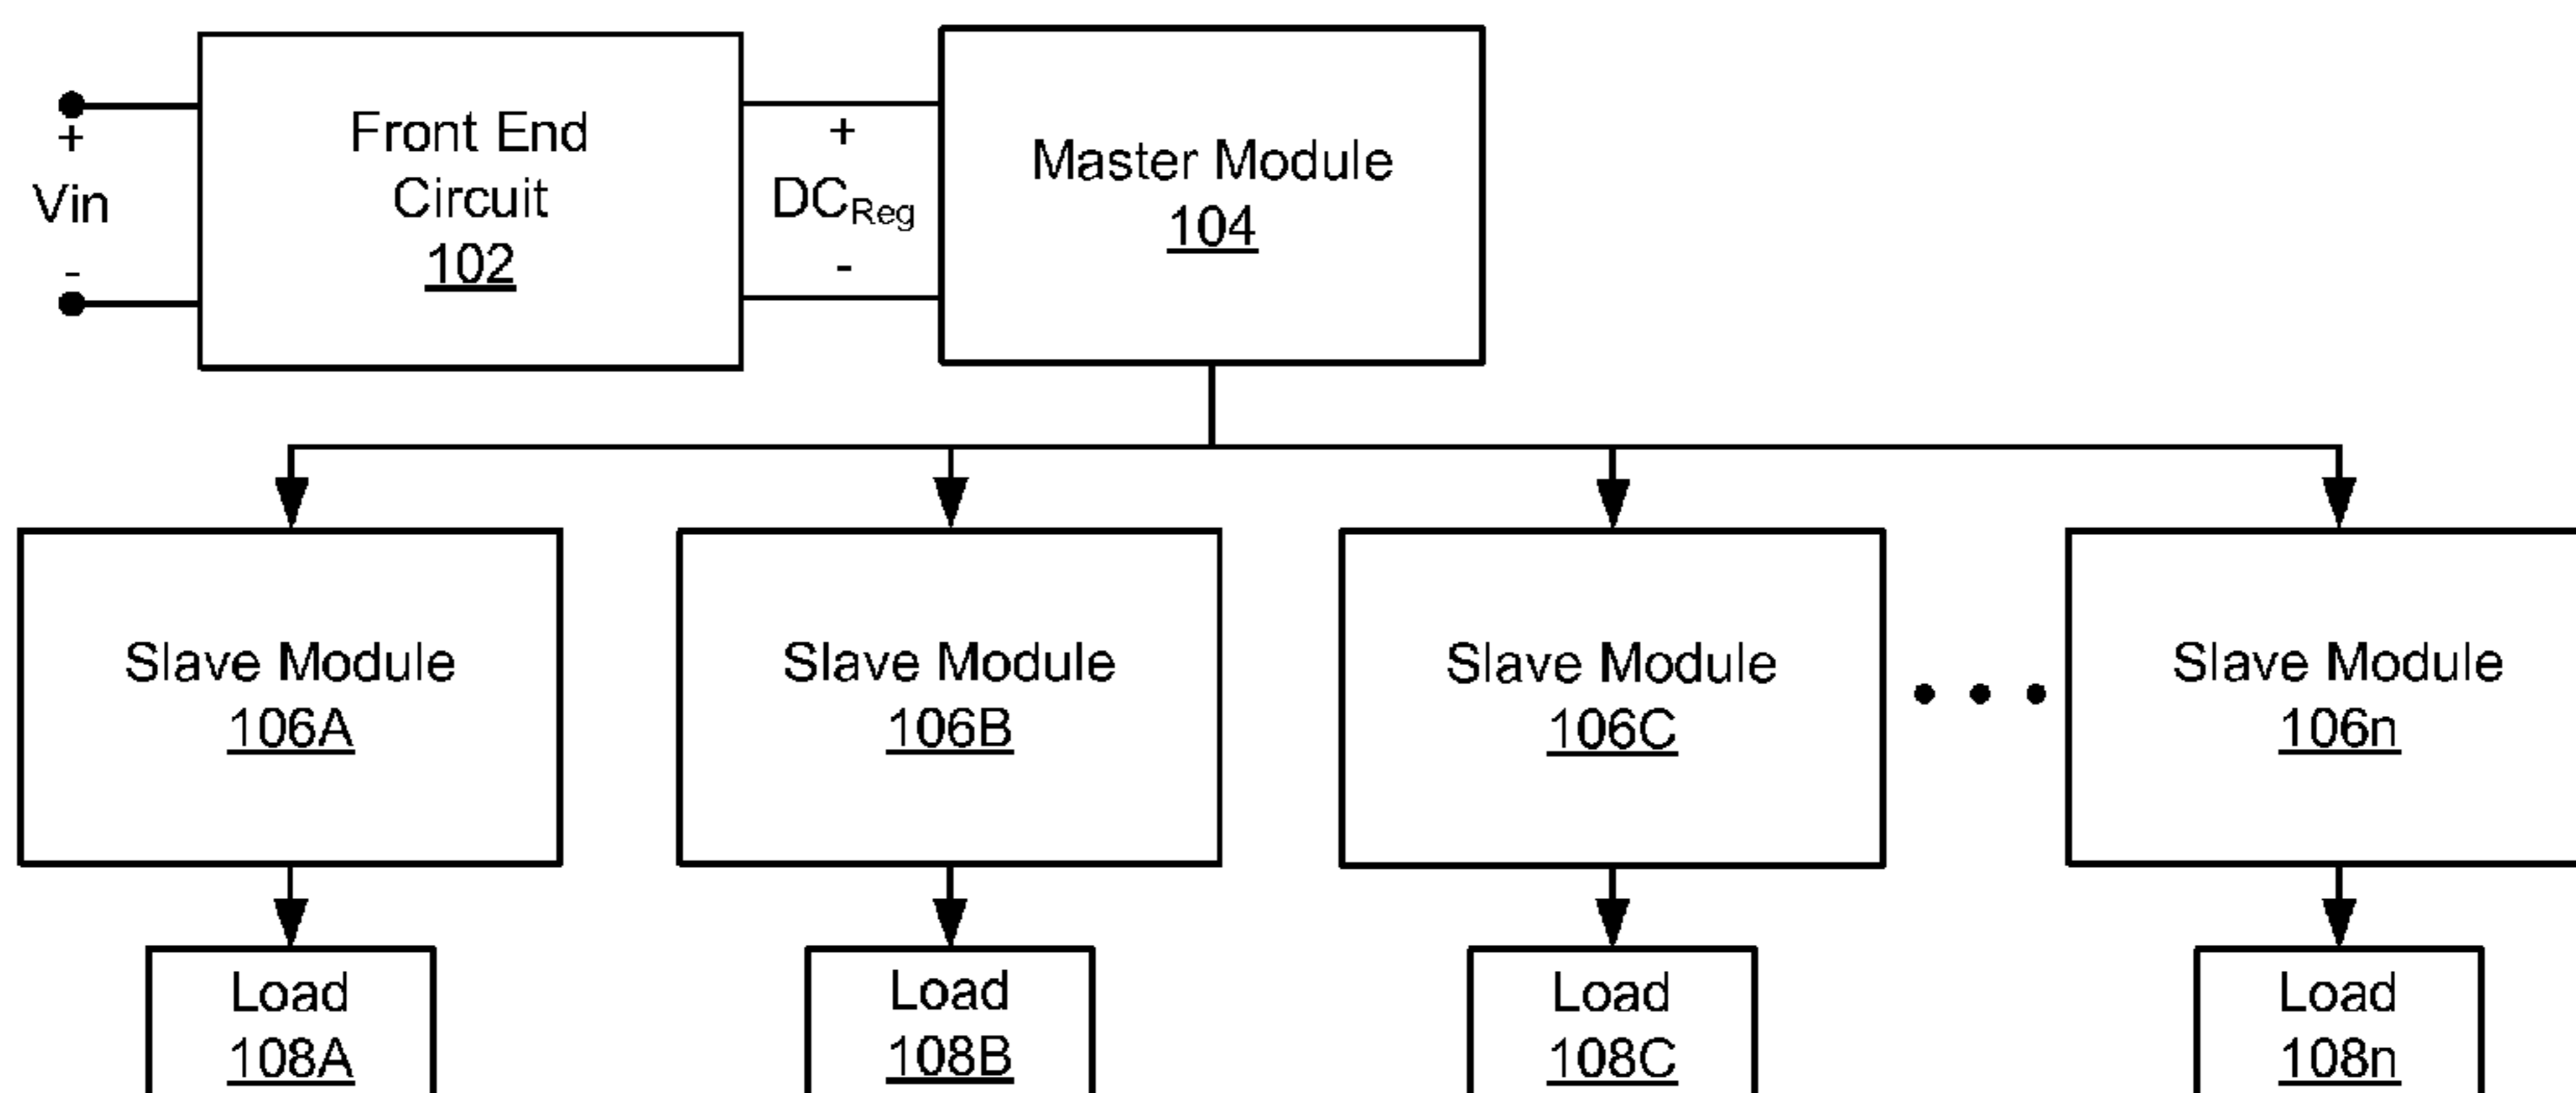 +
Vin
-
Front End
Circuit
102
+
DCReg
-
Master Module
104
Slave Module
106A
Slave Module
106B
Slave Module
106C
• • •
Slave Module
106n
Load
108A
Load
108B
Load
108C
Load
108n